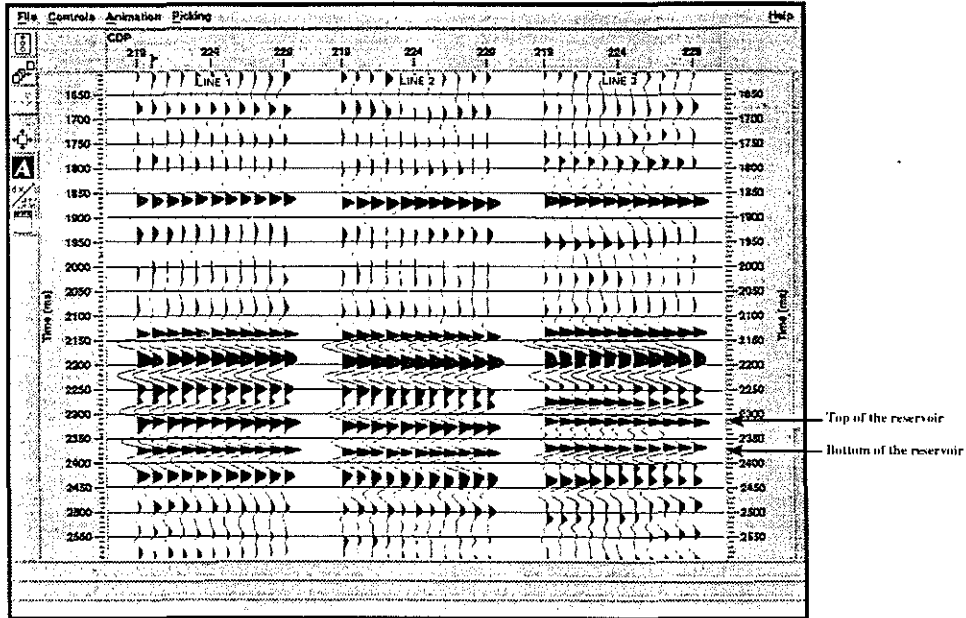 File Controls Animation Picking Help
CDP
219 224 229 219 224 229 219 224 229
LINE 1 LINE 2 LINE 3
A
1650 1650
1700 1700
1750 1750
1800 1800
1850 1850
1900 1900
1950 1950
2000 2000
2050 2050
2100 2100
2150 2150
2200 2200
2250 2250
2300 2300
2350 2350
2400 2400
2450 2450
2500 2500
2550 2550
Time (ms)
Time (ms)
Top of the reservoir
Bottom of the reservoir